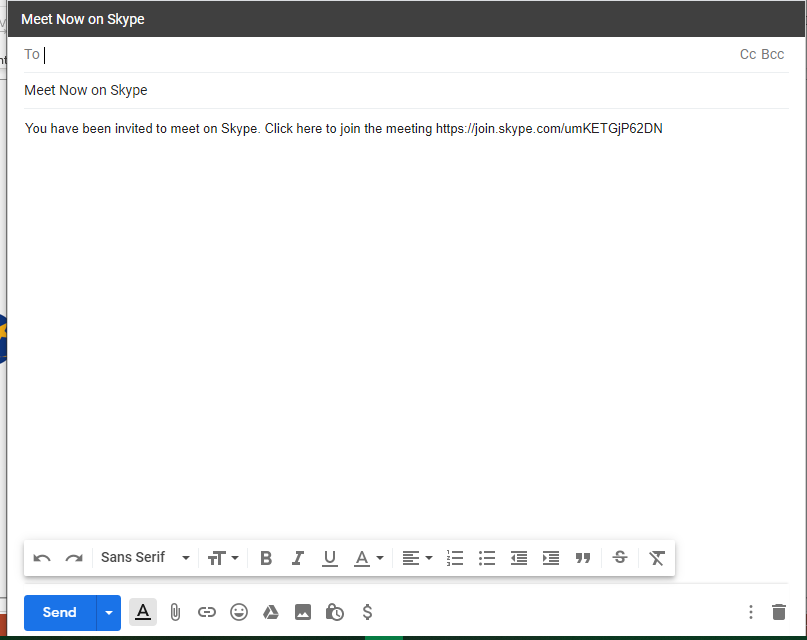 Meet Now on Skype
To
Cc Bcc
Meet Now on Skype
You have been invited to meet on Skype. Click here to join the meeting https://join.skype.com/umKETGjP62DN
Sans Serif
Send